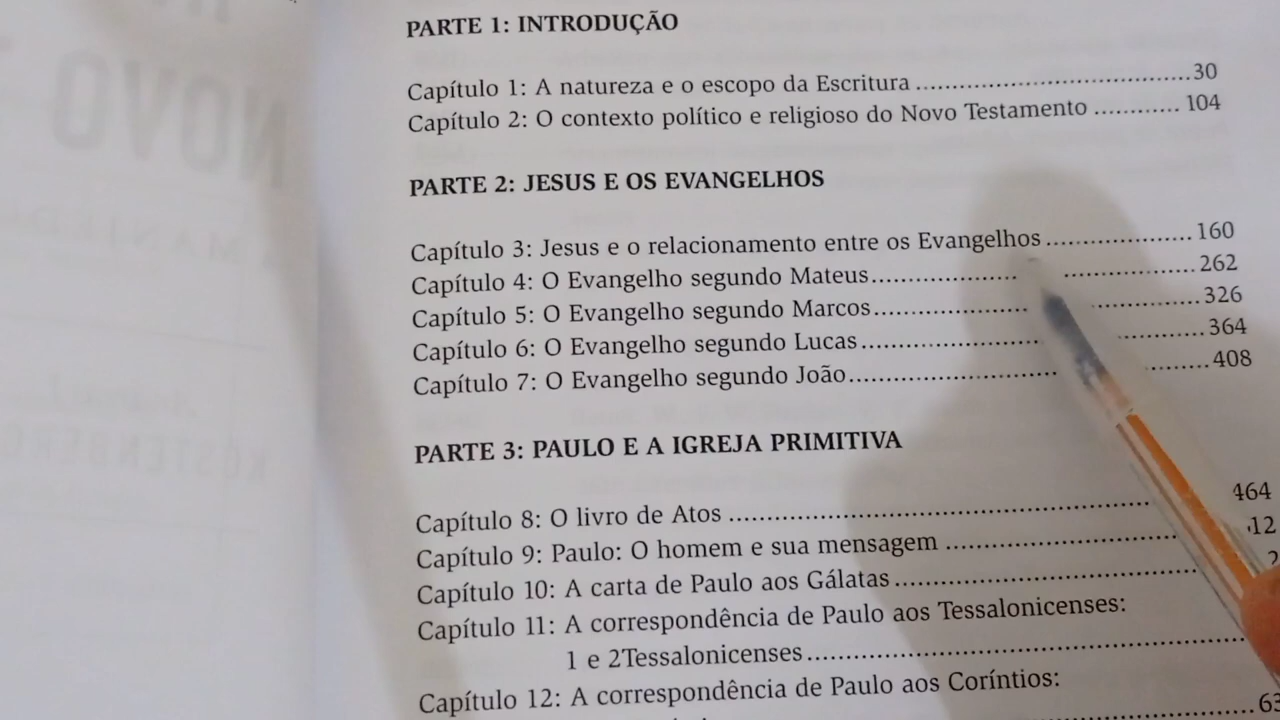 NOVO
KOSTENBERG
PARTE 1: INTRODUÇÃO
Capítulo 1: A natureza e o escopo da Escritura ........................................30
Capítulo 2: O contexto político e religioso do Novo Testamento ............ 104
PARTE 2: JESUS E OS EVANGELHOS
Capítulo 3: Jesus e o relacionamento entre os Evangelhos ..................... 160
Capítulo 4: O Evangelho segundo Mateus..................... ................... 262
Capítulo 5: O Evangelho segundo Marcos...................... ................ 326
Capítulo 6: O Evangelho segundo Lucas ......................... ............. 364
Capítulo 7: O Evangelho segundo João............................. .......... 408
PARTE 3: PAULO E A IGREJA PRIMITIVA
Capítulo 8: O livro de Atos ............................................................ 464
Capítulo 9: Paulo: O homem e sua mensagem ................................. 12
Capítulo 10: A carta de Paulo aos Gálatas ...........................................
Capítulo 11: A correspondência de Paulo aos Tessalonicenses:
1 e 2Tessalonicenses ............................................................
Capítulo 12: A correspondência de Paulo aos Coríntios: